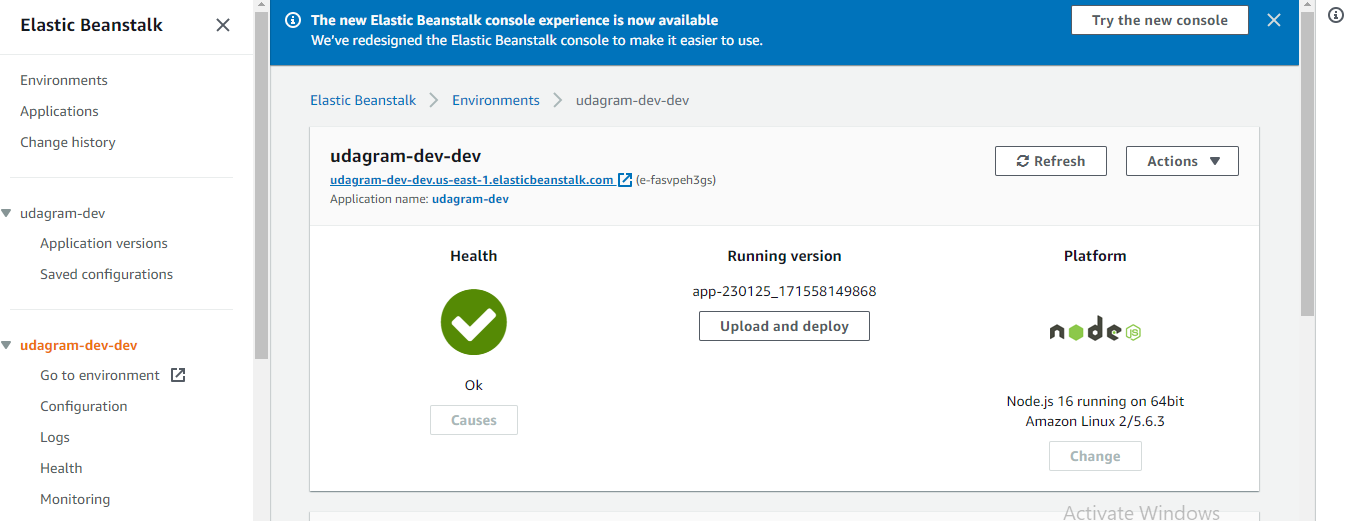 Elastic Beanstalk
Environments
Applications
Change history
udagram-dev
Application versions
Saved configurations
udagram-dev-dev
Go to environment
Configuration
Logs
Health
Monitoring
The new Elastic Beanstalk console experience is now available
We've redesigned the Elastic Beanstalk console to make it easier to use.
Try the new console
Elastic Beanstalk Environments udagram-dev-dev
udagram-dev-dev
udagram-dev-dev.us-east-1.elasticbeanstalk.com (e-fasvpeh3gs)
Application name: udagram-dev
Refresh
Actions
Health
Ok
Causes
Running version
app-230125_171558149868
Upload and deploy
Platform
node
JS
Node.js 16 running on 64bit
Amazon Linux 2/5.6.3
Change
Activate Windows